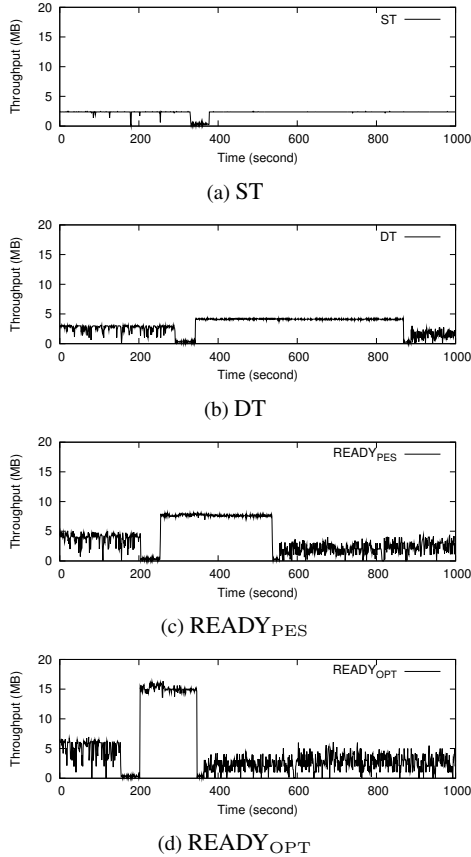 20
15
10
5
0
Throughput (MB)
ST
0 200 400 600 800 1000
Time (second)
(a) ST
20
15
10
5
0
Throughput (MB)
DT
0 200 400 600 800 1000
Time (second)
(b) DT
20
15
10
5
0
Throughput (MB)
READY_PES
0 200 400 600 800 1000
Time (second)
(c) READY_PES
20
15
10
5
0
Throughput (MB)
READY_OPT
0 200 400 600 800 1000
Time (second)
(d) READY_OPT